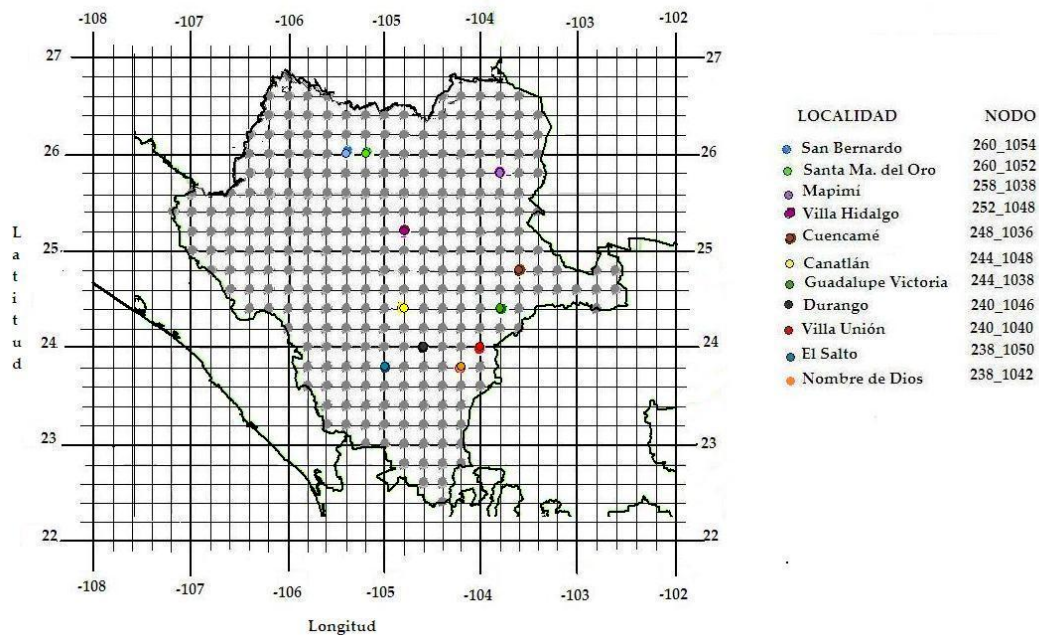 -108 -107 -106 -105 -104 -103 -102
27 27
26 26
25 25
24 24
23 23
22 22
-108 -107 -106 -105 -104 -103 -102
Latitud
Longitud
LOCALIDAD NODO
San Bernardo 260_1054
Santa Ma. del Oro 260_1052
Mapimí 258_1038
Villa Hidalgo 252_1048
Cuencamé 248_1036
Canatlán 244_1048
Guadalupe Victoria 244_1038
Durango 240_1046
Villa Unión 240_1040
El Salto 238_1050
Nombre de Dios 238_1042